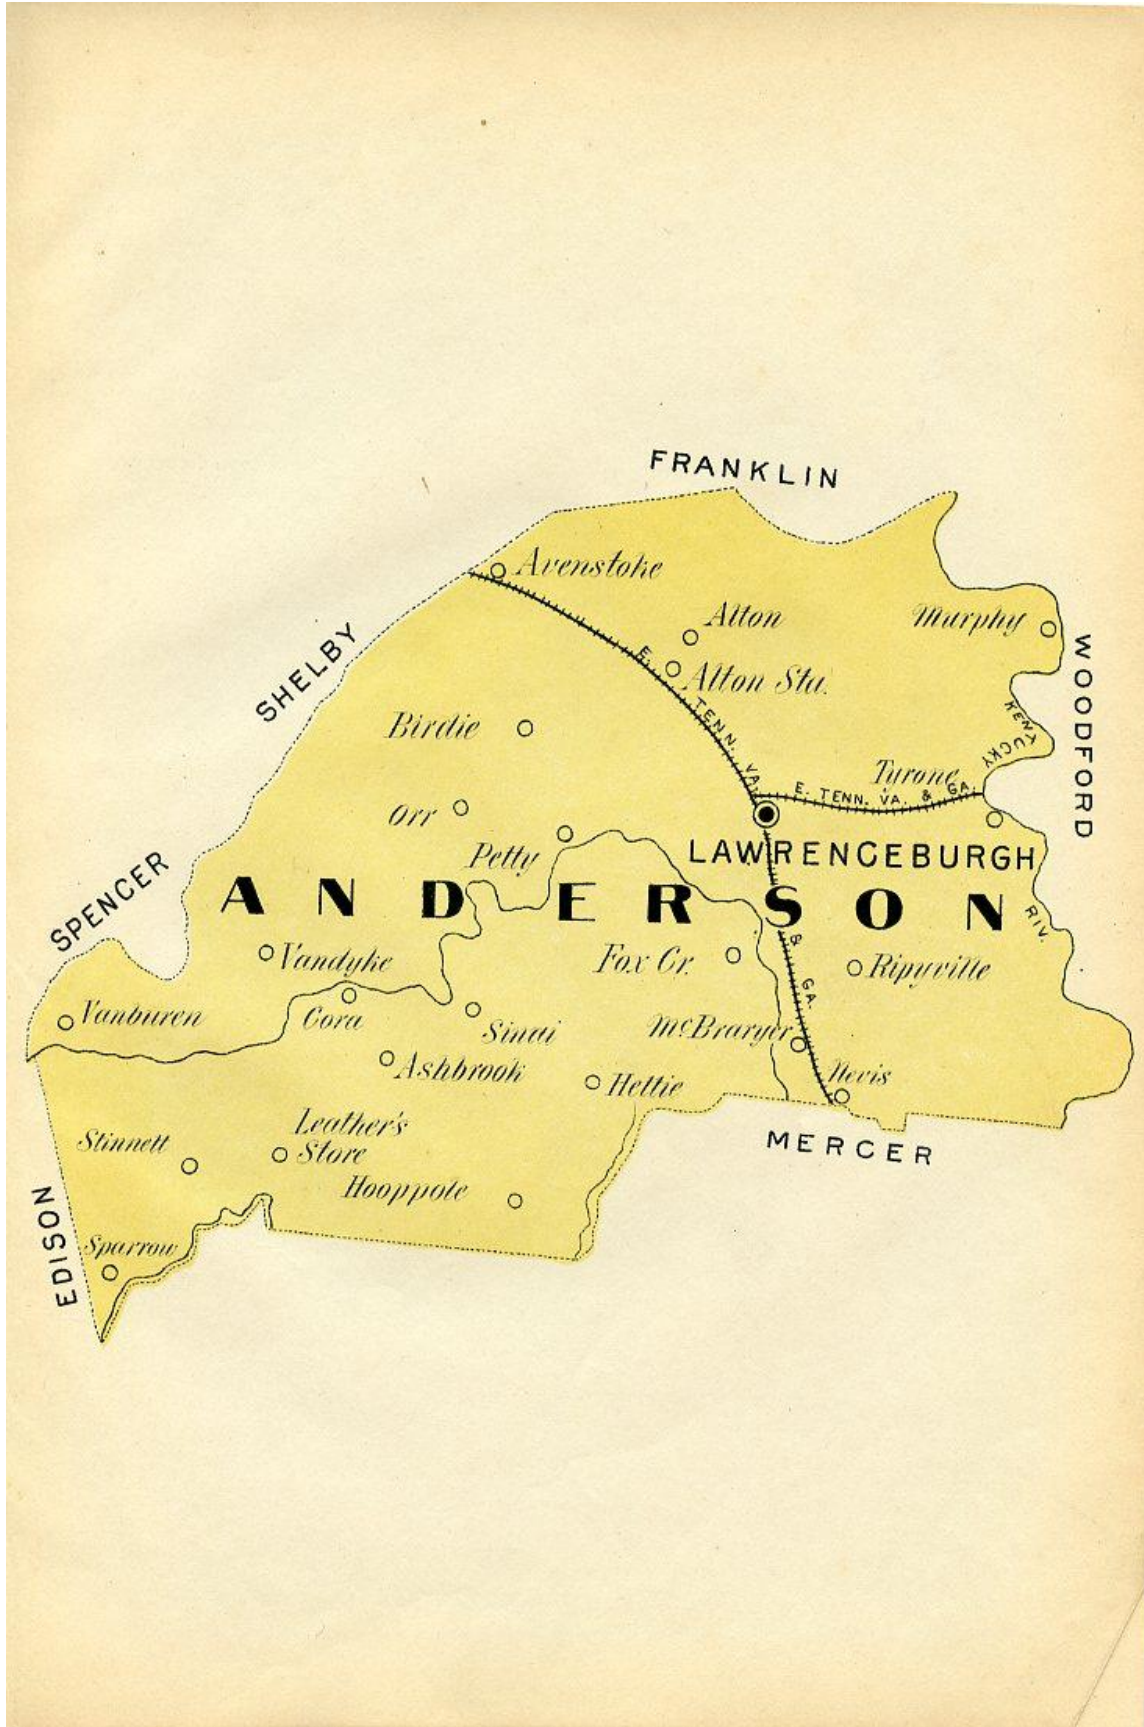 FRANKLIN
Avenstoke
Alton
Murphy
SHELBY
E. TENN. VA. & GA.
Alton Sta.
WOODFORD
KENTUCKY RIV.
Birdie
Tyrone
E. TENN. VA. & GA.
Orr
Petty
LAWRENCEBURGH
SPENCER
ANDERSON
Vandyke
Fox Cr.
Ripyville
Vanburen
Cora
Sinai
McBrayer
Ashbrook
Hettie
Nevis
Leather's
Store
Stinnett
MERCER
Hooppole
EDISON
Sparrow